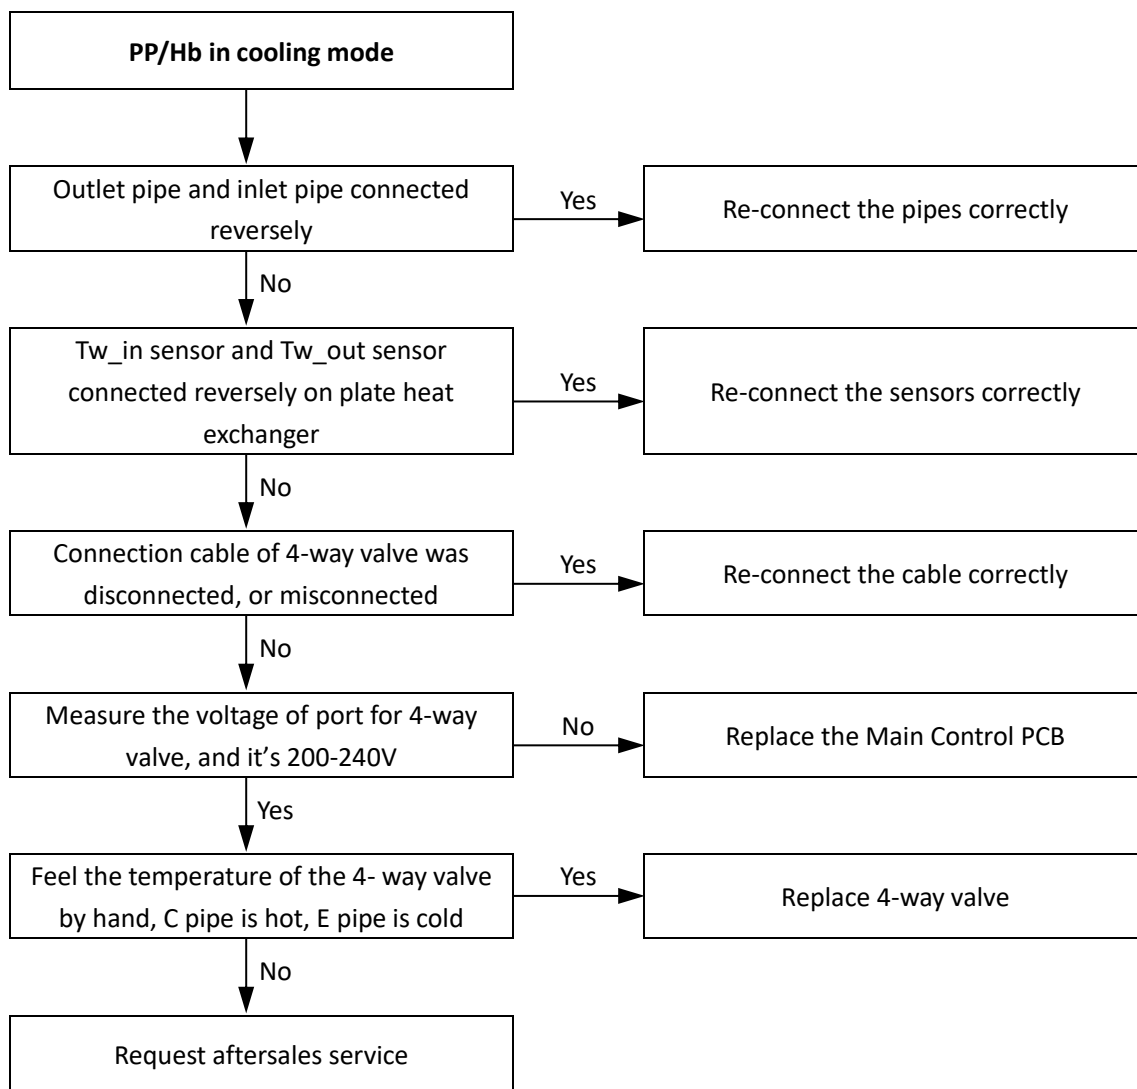 PP/Hb in cooling mode
Outlet pipe and inlet pipe connected
reversely
Yes
Re-connect the pipes correctly
No
Tw_in sensor and Tw_out sensor
connected reversely on plate heat
exchanger
Yes
Re-connect the sensors correctly
No
Connection cable of 4-way valve was
disconnected, or misconnected
Yes
Re-connect the cable correctly
No
Measure the voltage of port for 4-way
valve, and it’s 200-240V
No
Replace the Main Control PCB
Yes
Feel the temperature of the 4- way valve
by hand, C pipe is hot, E pipe is cold
Yes
Replace 4-way valve
No
Request aftersales service